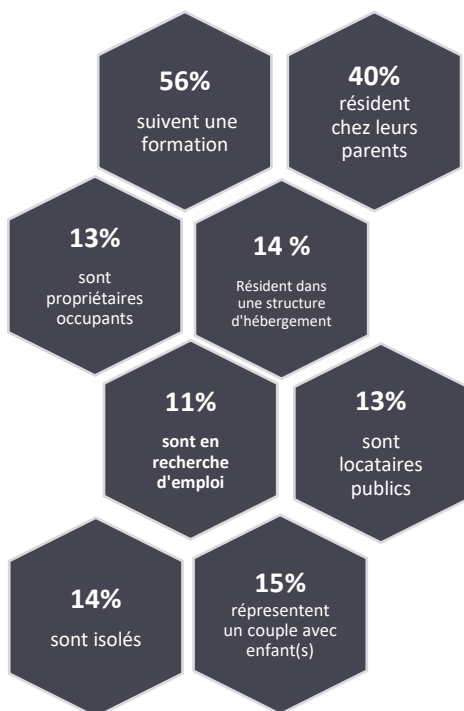 56%
suivent une
formation
40%
résident
chez leurs
parents
13%
sont
propriétaires
occupants
14 %
Résident dans
une structure
d'hébergement
11%
sont en
recherche
d'emploi
13%
sont
locataires
publics
14%
sont isolés
15%
répresentent
un couple avec
enfant(s)